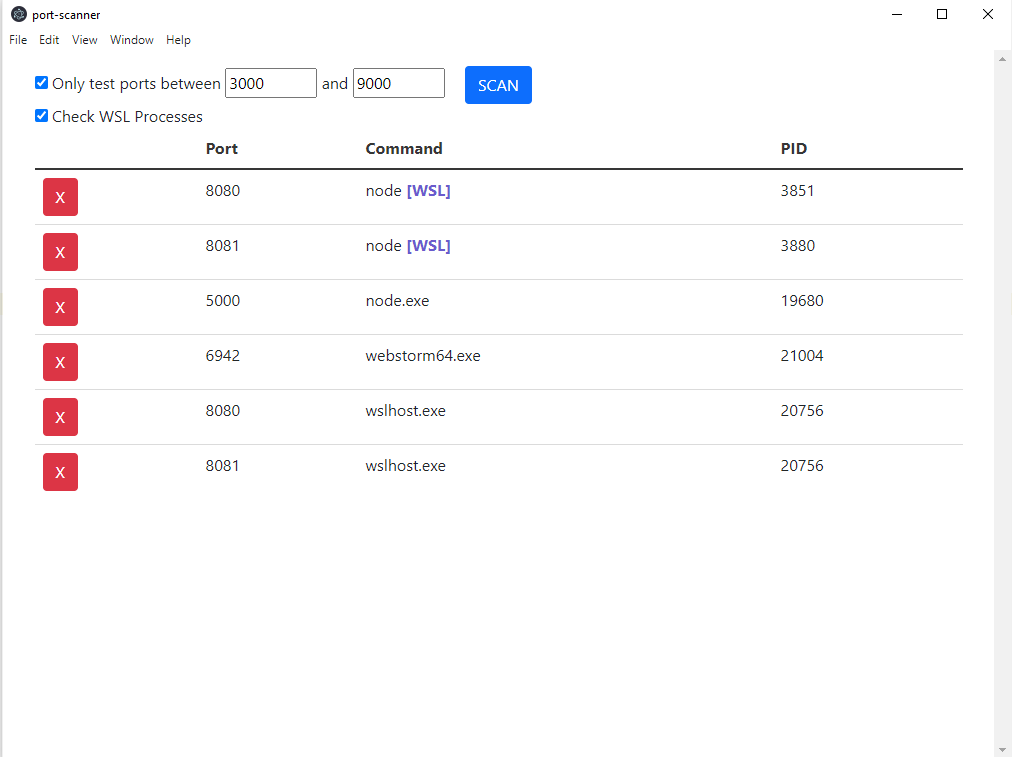 port-scanner
File Edit View Window Help
Only test ports between 3000 and 9000 SCAN
Check WSL Processes
Port Command PID
X 8080 node [WSL] 3851
X 8081 node [WSL] 3880
X 5000 node.exe 19680
X 6942 webstorm64.exe 21004
X 8080 wslhost.exe 20756
X 8081 wslhost.exe 20756